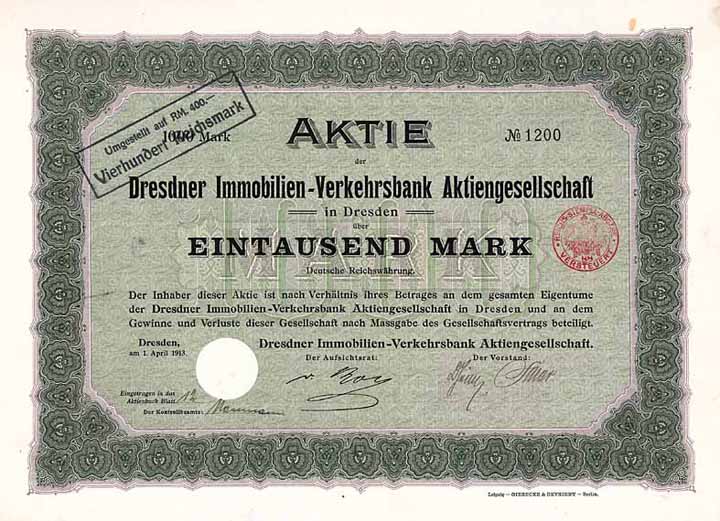 Umgestellt auf RM. 400.—
Vierhundert Reichsmark
1000 Mark
AKTIE
№ 1200
der
Dresdner Immobilien-Verkehrsbank Aktiengesellschaft
in Dresden
über
EINTAUSEND MARK
MARK
Deutsche Reichswährung.
VERSTEUERT
Der Inhaber dieser Aktie ist nach Verhältnis ihres Betrages an dem gesamten Eigentume
der Dresdner Immobilien-Verkehrsbank Aktiengesellschaft in Dresden und an dem
Gewinne und Verluste dieser Gesellschaft nach Massgabe des Gesellschaftsvertrags beteiligt.
Dresden,
am 1. April 1913.
Dresdner Immobilien-Verkehrsbank Aktiengesellschaft.
Der Aufsichtsrat:
Der Vorstand:
Eingetragen in das
Aktienbuch Blatt 12
Der Kontrollbeamte:
Leipzig — GIESECKE & DEVRIENT — Berlin.